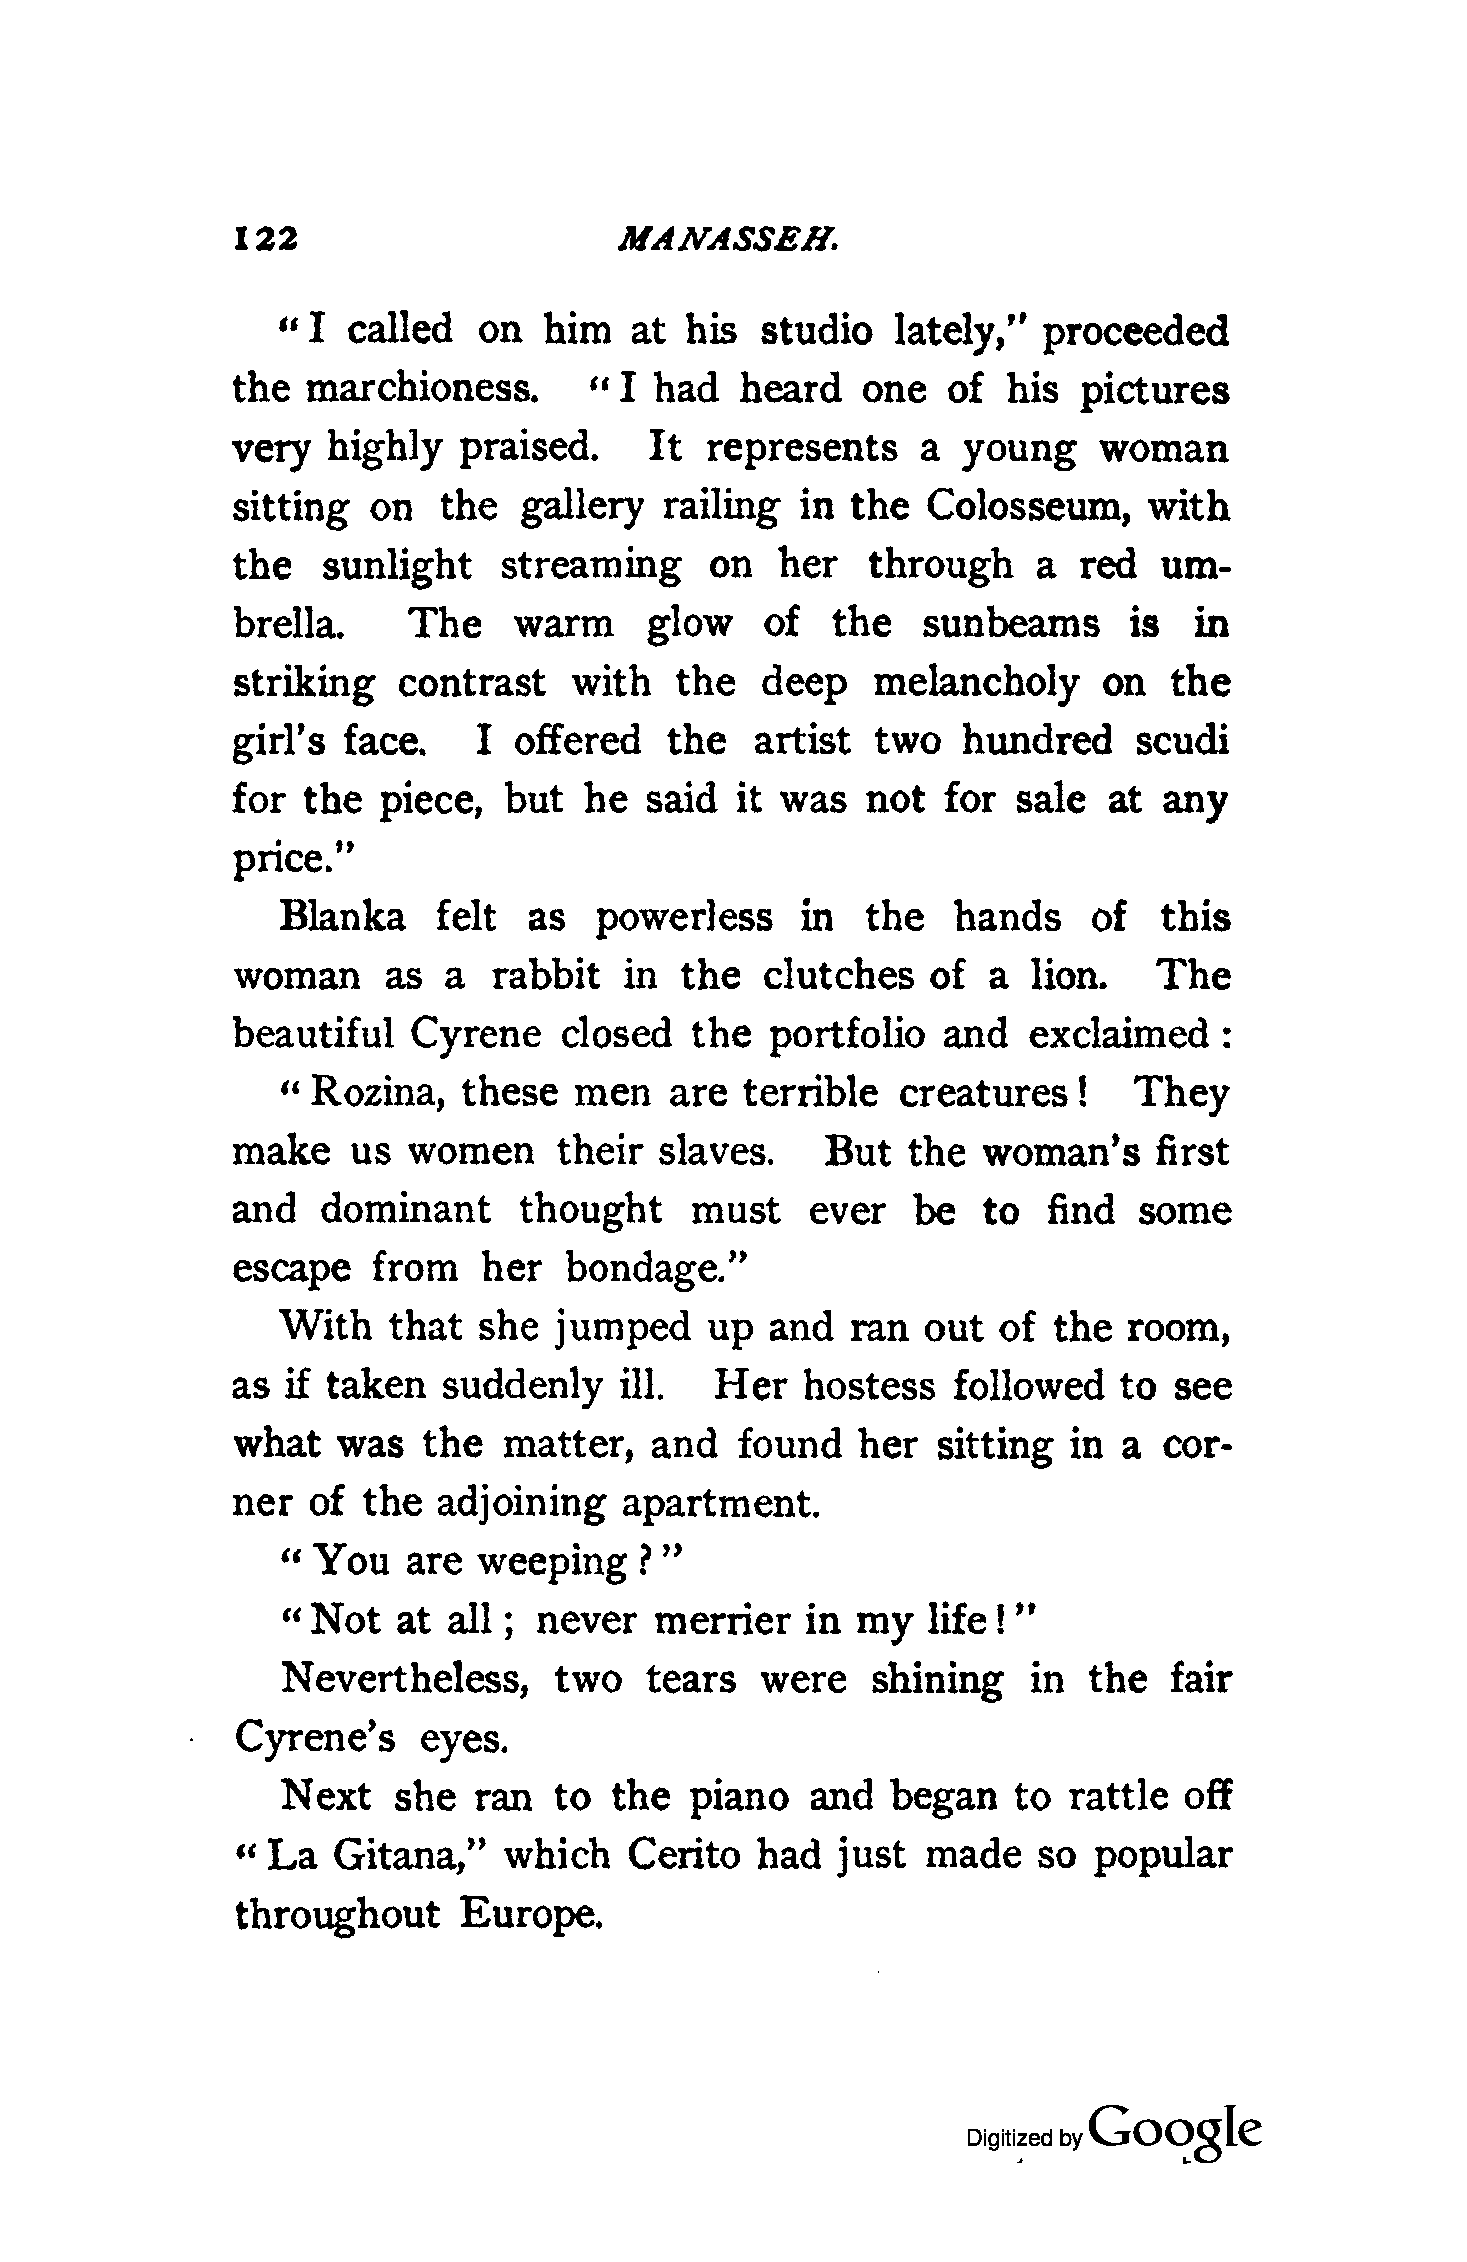 122 MANASSEH.
“I called on him at his studio lately,” proceeded
the marchioness. “I had heard one of his pictures
very highly praised. It represents a young woman
sitting on the gallery railing in the Colosseum, with
the sunlight streaming on her through a red um-
brella. The warm glow of the sunbeams is in
striking contrast with the deep melancholy on the
girl's face. I offered the artist two hundred scudi
for the piece, but he said it was not for sale at any
price.”
Blanka felt as powerless in the hands of this
woman as a rabbit in the clutches of a lion. The
beautiful Cyrene closed the portfolio and exclaimed :
“Rozina, these men are terrible creatures! They
make us women their slaves. But the woman's first
and dominant thought must ever be to find some
escape from her bondage.”
With that she jumped up and ran out of the room,
as if taken suddenly ill. Her hostess followed to see
what was the matter, and found her sitting in a cor-
ner of the adjoining apartment.
“You are weeping?”
“Not at all; never merrier in my life!”
Nevertheless, two tears were shining in the fair
Cyrene's eyes.
Next she ran to the piano and began to rattle off
“La Gitana,” which Cerito had just made so popular
throughout Europe.
Digitized by Google